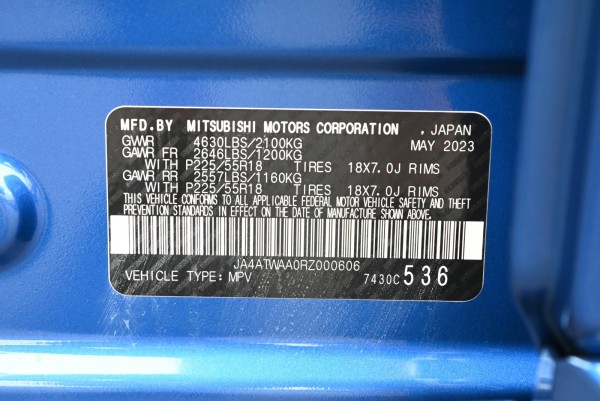 MFD.BY MITSUBISHI MOTORS CORPORATION , JAPAN
GVWR 4630LBS/2100KG MAY 2023
GAWR FR 2646LBS/1200KG
WITH P225/55R18 TIRES 18X7.0J RIMS
GAWR RR 2557LBS/1160KG
WITH P225/55R18 TIRES 18X7.0J RIMS
THIS VEHICLE CONFORMS TO ALL APPLICABLE FEDERAL MOTOR VEHICLE SAFETY AND THEFT
PREVENTION STANDARDS IN EFFECT ON THE DATE OF MANUFACTURE SHOWN ABOVE.
JA4ATWAA0RZ000606
VEHICLE TYPE: MPV 7430C 536